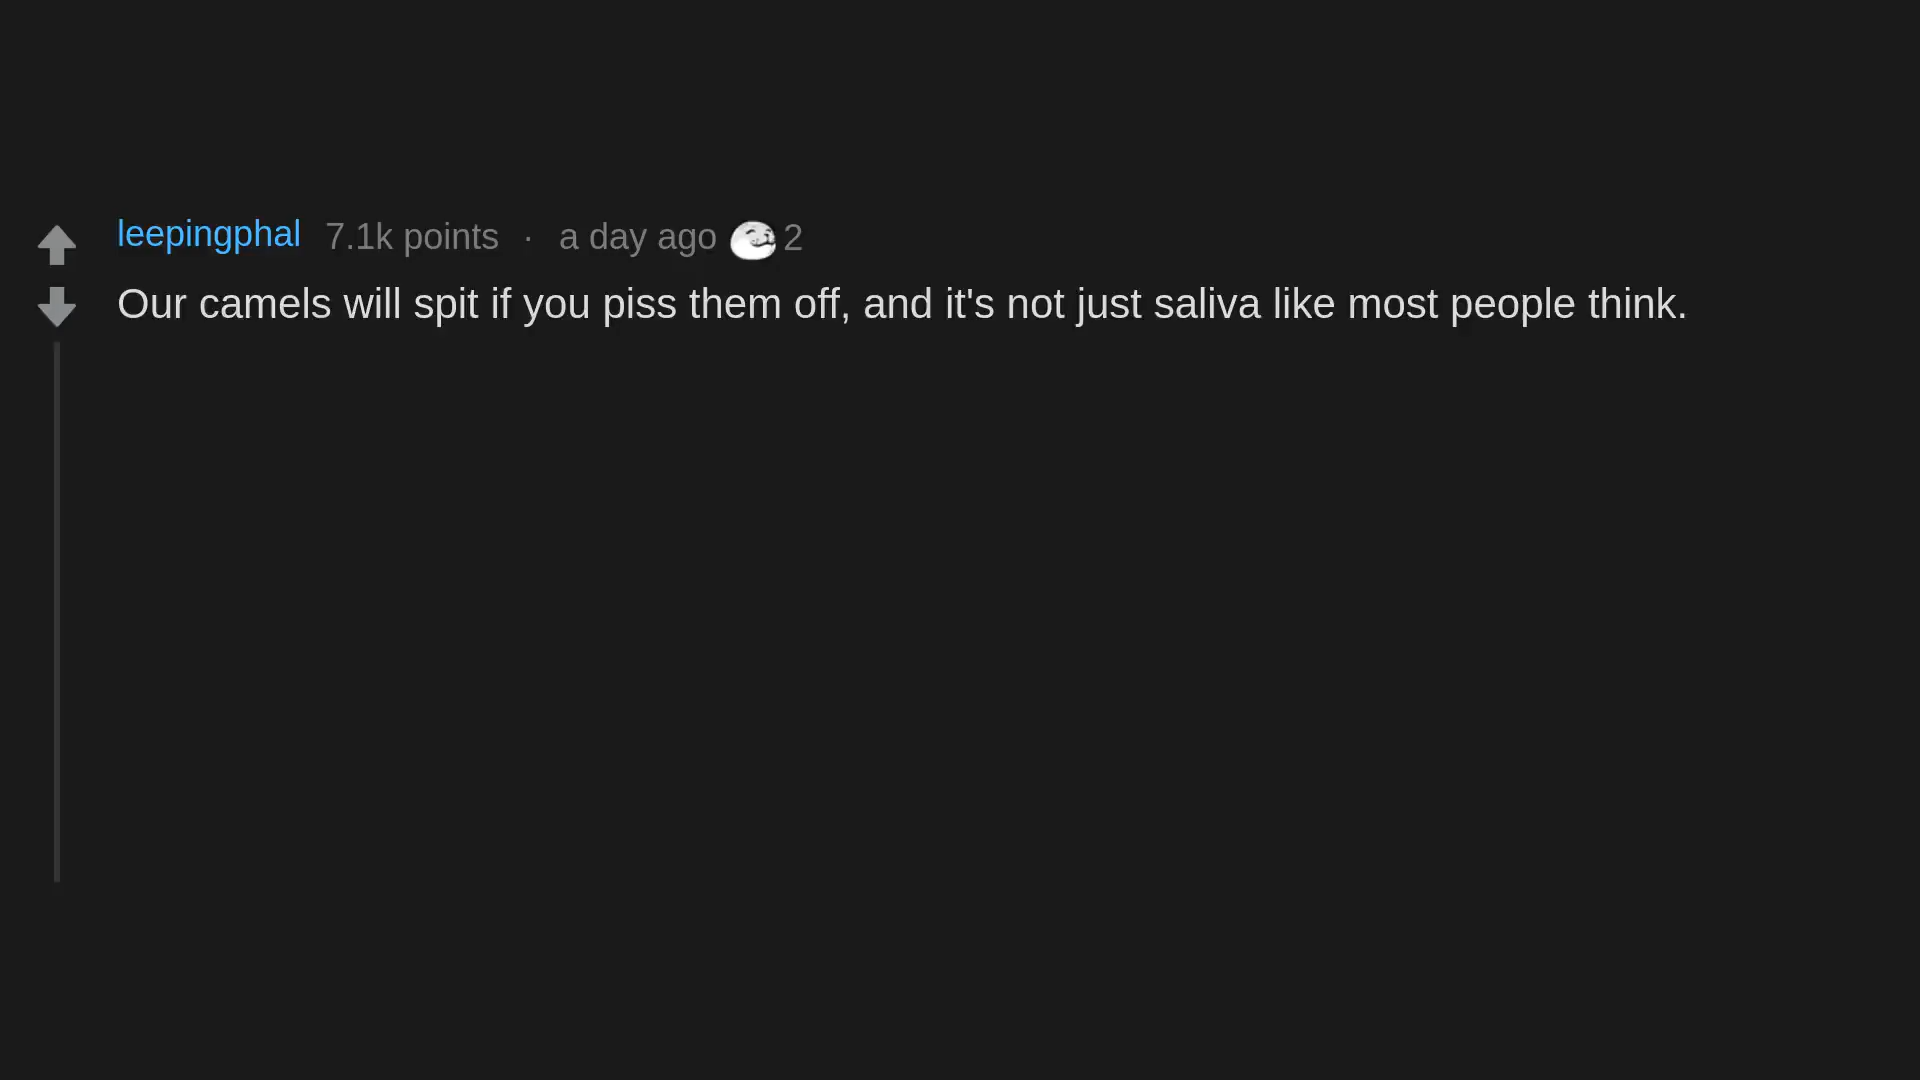 leepingphal 7.1k points · a day ago 2
Our camels will spit if you piss them off, and it's not just saliva like most people think.